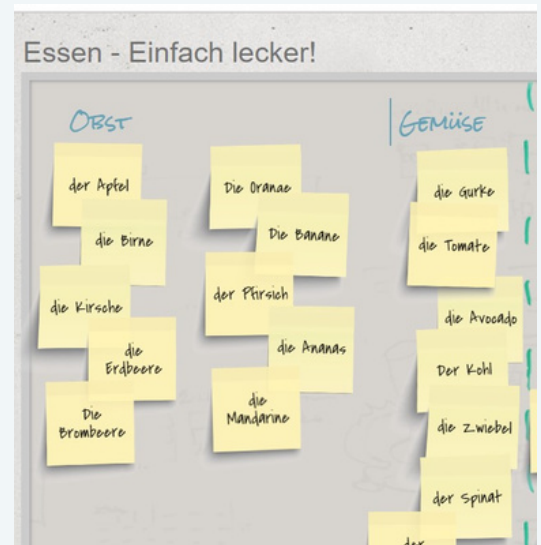 Essen - Einfach lecker!
OBST
GEMÜSE
der Apfel
die Birne
die Kirsche
die
Erdbeere
Die
Brombeere
Die Orange
Die Banane
der Pfirsich
die Ananas
die
Mandarine
die Gurke
die Tomate
die Avocado
Der Kohl
die Zwiebel
der Spinat
der